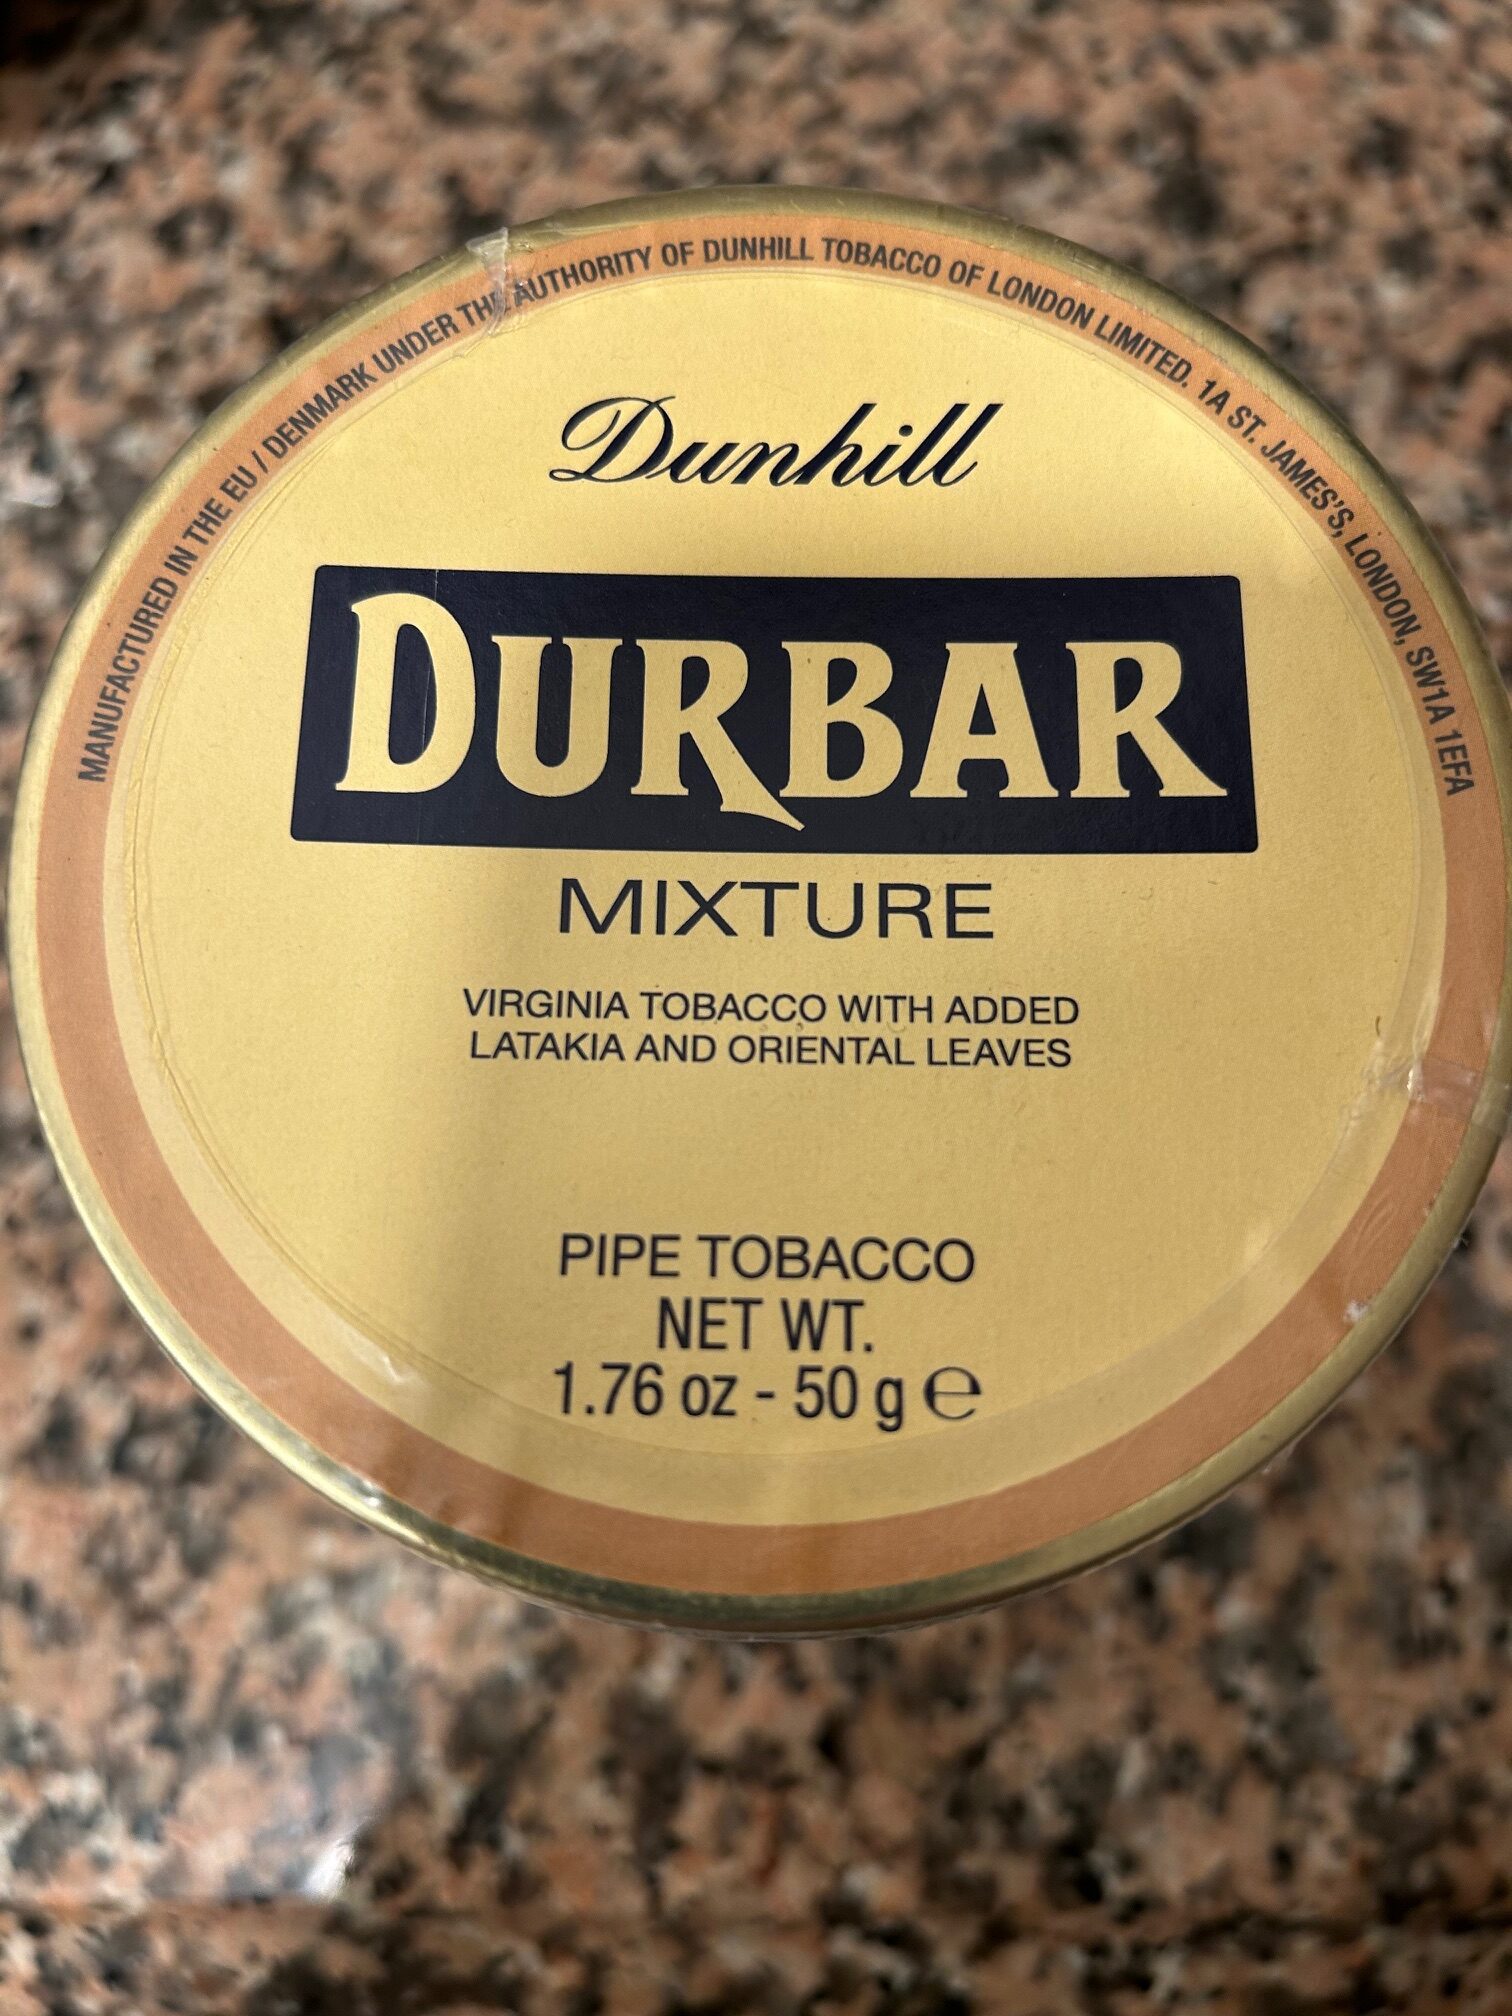 MANUFACTURED IN THE EU / DENMARK UNDER THE AUTHORITY OF DUNHILL TOBACCO OF LONDON LIMITED. 1A ST. JAMES'S, LONDON, SW1A 1EFA
Dunhill
DURBAR
MIXTURE
VIRGINIA TOBACCO WITH ADDED
LATAKIA AND ORIENTAL LEAVES
PIPE TOBACCO
NET WT.
1.76 oz - 50 g ℮